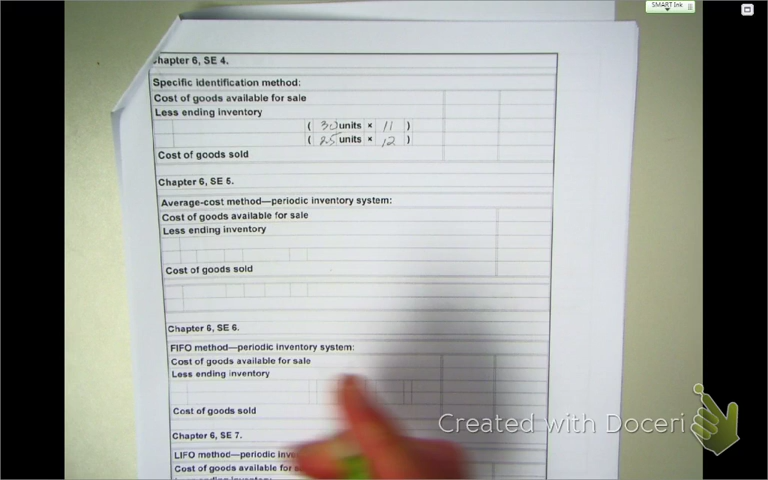 SMART Ink
Chapter 6, SE 4.
Specific identification method:
Cost of goods available for sale
Less ending inventory
( 30 units × 11 )
( 25 units × 12 )
Cost of goods sold
Chapter 6, SE 5.
Average-cost method—periodic inventory system:
Cost of goods available for sale
Less ending inventory
Cost of goods sold
Chapter 6, SE 6.
FIFO method—periodic inventory system:
Cost of goods available for sale
Less ending inventory
Cost of goods sold
Created with Doceri
Chapter 6, SE 7.
LIFO method—periodic
Cost of goods available for